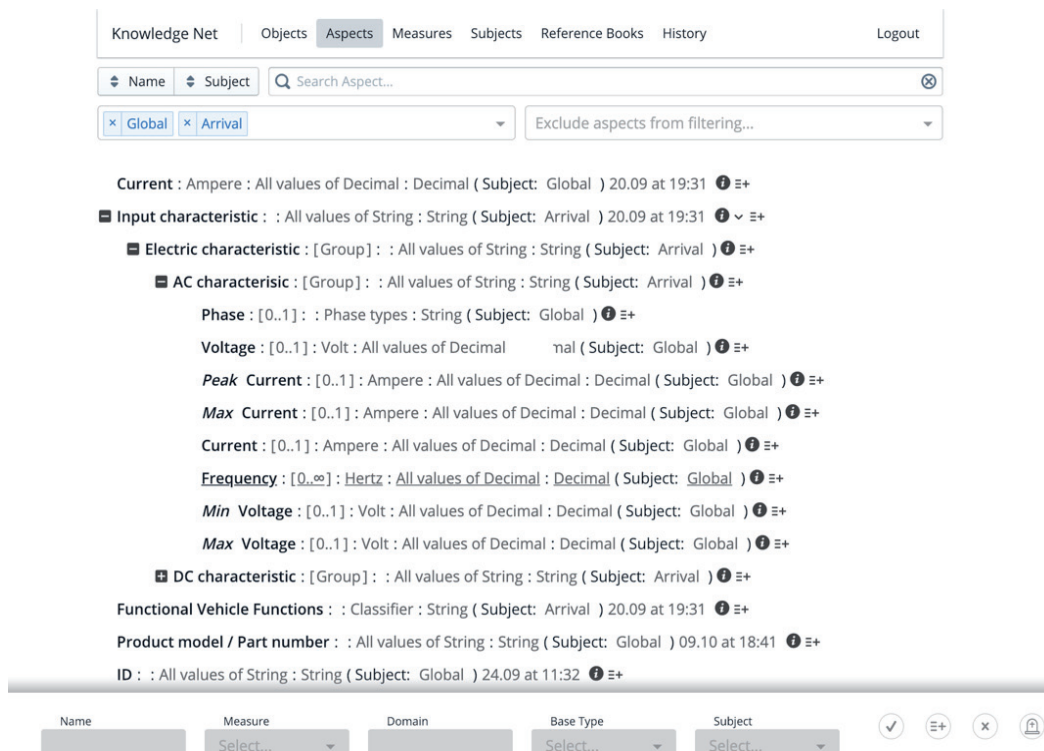 Knowledge Net Objects Aspects Measures Subjects Reference Books History Logout
Name Subject Search Aspect...
× Global × Arrival Exclude aspects from filtering...
Current : Ampere : All values of Decimal : Decimal ( Subject: Global ) 20.09 at 19:31
Input characteristic : : All values of String : String ( Subject: Arrival ) 20.09 at 19:31
Electric characteristic : [Group] : : All values of String : String ( Subject: Arrival )
AC characterisic : [Group] : : All values of String : String ( Subject: Arrival )
Phase : [0..1] : : Phase types : String ( Subject: Global )
Voltage : [0..1] : Volt : All values of Decimal mal ( Subject: Global )
Peak Current : [0..1] : Ampere : All values of Decimal : Decimal ( Subject: Global )
Max Current : [0..1] : Ampere : All values of Decimal : Decimal ( Subject: Global )
Current : [0..1] : Ampere : All values of Decimal : Decimal ( Subject: Global )
Frequency : [0..∞] : Hertz : All values of Decimal : Decimal ( Subject: Global )
Min Voltage : [0..1] : Volt : All values of Decimal : Decimal ( Subject: Global )
Max Voltage : [0..1] : Volt : All values of Decimal : Decimal ( Subject: Global )
DC characteristic : [Group] : : All values of String : String ( Subject: Arrival )
Functional Vehicle Functions : : Classifier : String ( Subject: Arrival ) 20.09 at 19:31
Product model / Part number : : All values of String : String ( Subject: Global ) 09.10 at 18:41
ID : : All values of String : String ( Subject: Global ) 24.09 at 11:32
Name Measure Domain Base Type Subject
Select... Select... Select...